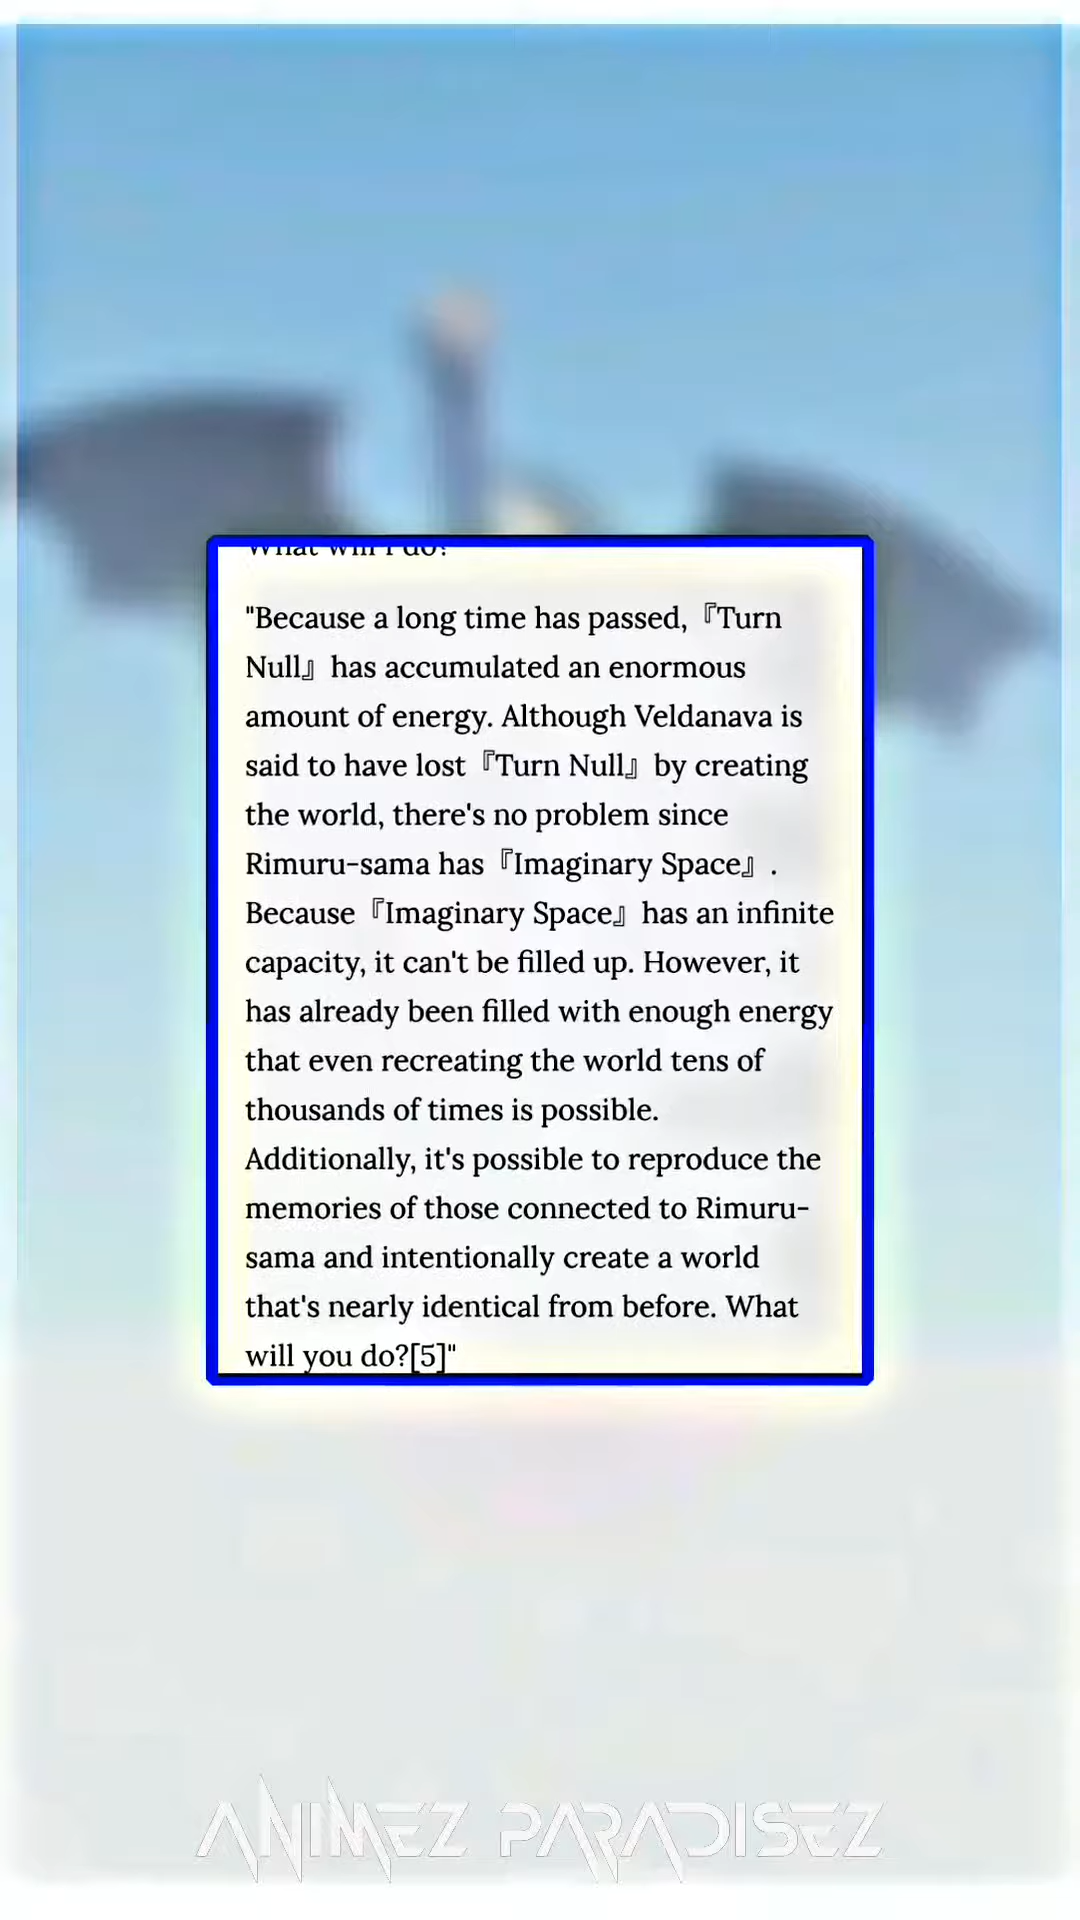 What will I do?
"Because a long time has passed,『Turn
Null』has accumulated an enormous
amount of energy. Although Veldanava is
said to have lost『Turn Null』by creating
the world, there's no problem since
Rimuru-sama has『Imaginary Space』.
Because『Imaginary Space』has an infinite
capacity, it can't be filled up. However, it
has already been filled with enough energy
that even recreating the world tens of
thousands of times is possible.
Additionally, it's possible to reproduce the
memories of those connected to Rimuru-
sama and intentionally create a world
that's nearly identical from before. What
will you do?[5]"
ANIMEZ PARADISEZ